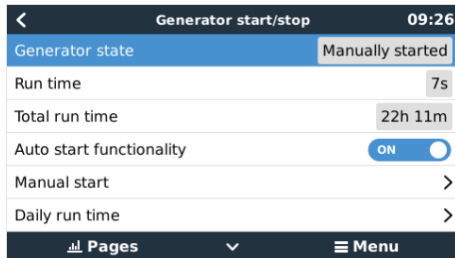 Generator start/stop 09:26
Generator state Manually started
Run time 7s
Total run time 22h 11m
Auto start functionality ON
Manual start
Daily run time
Pages Menu